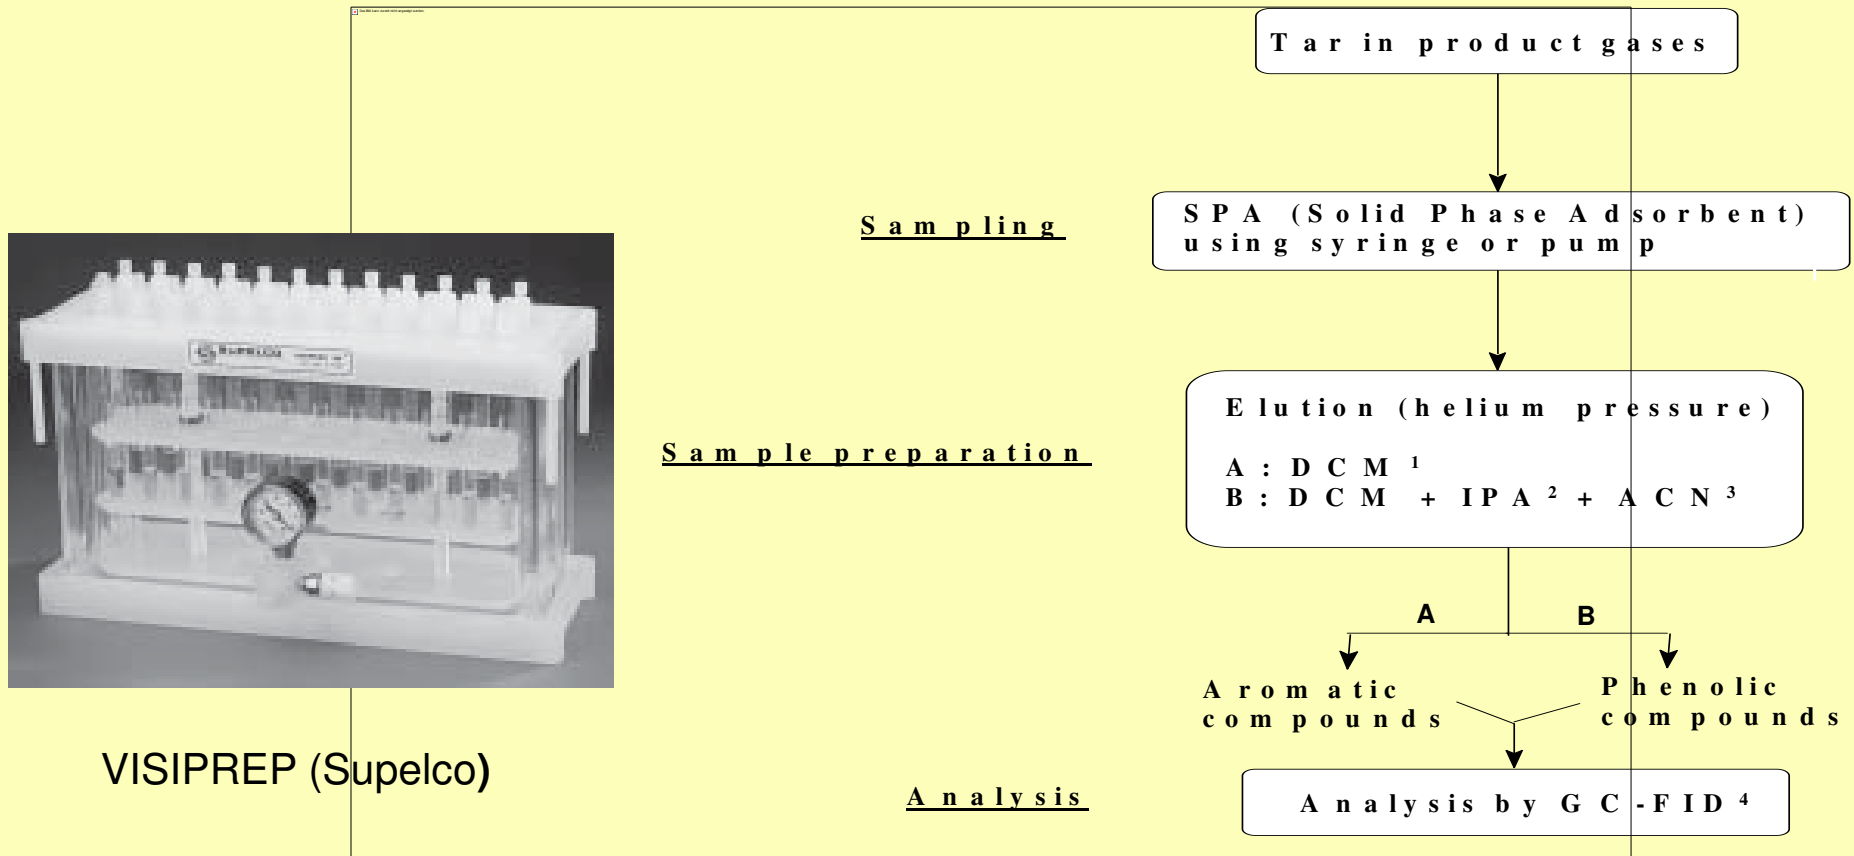 Tar in product gases
Sampling
SPA (Solid Phase Adsorbent)
using syringe or pump
SUPELCO
Elution (helium pressure)
Sample preparation
A: DCM ¹
B: DCM + IPA ² + ACN ³
A
B
Aromatic
compounds
Phenolic
compounds
VISIPREP (Supelco)
Analysis
Analysis by GC-FID ⁴